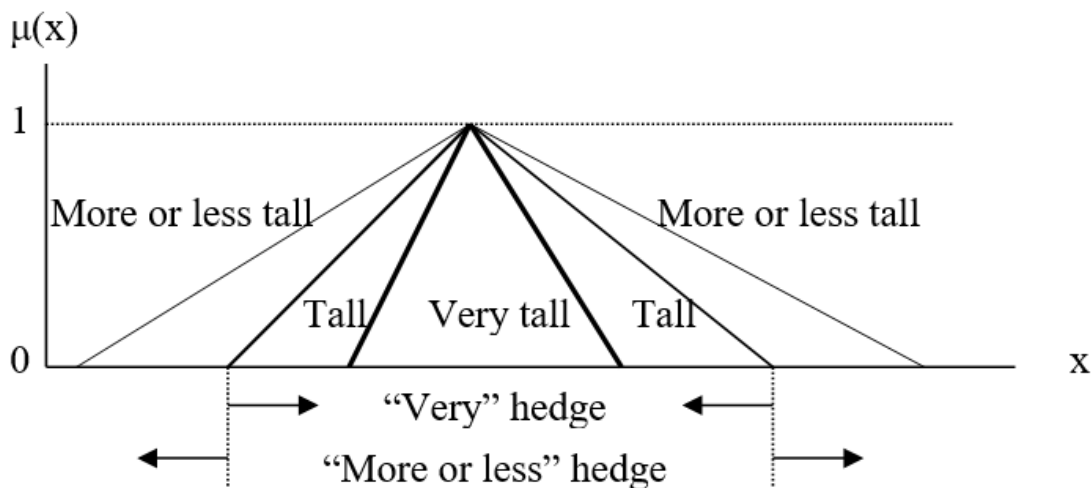 μ(x)
1
More or less tall More or less tall
Tall Very tall Tall
0 x
“Very” hedge
“More or less” hedge